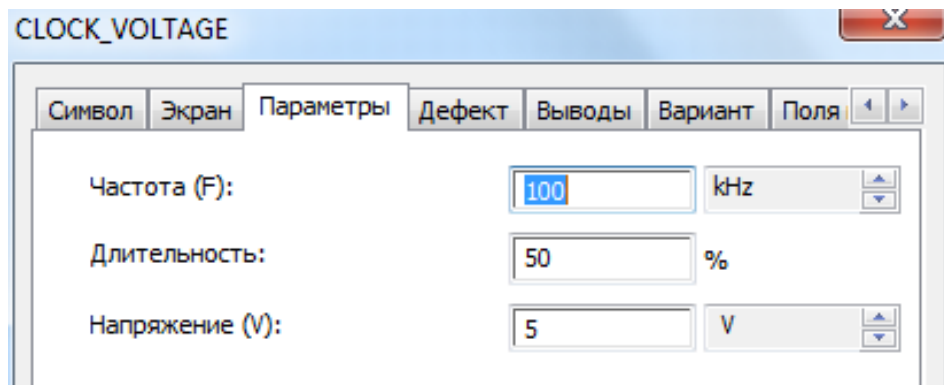 CLOCK_VOLTAGE
Символ Экран Параметры Дефект Выводы Вариант Поля
Частота (F): 100 kHz
Длительность: 50 %
Напряжение (V): 5 V